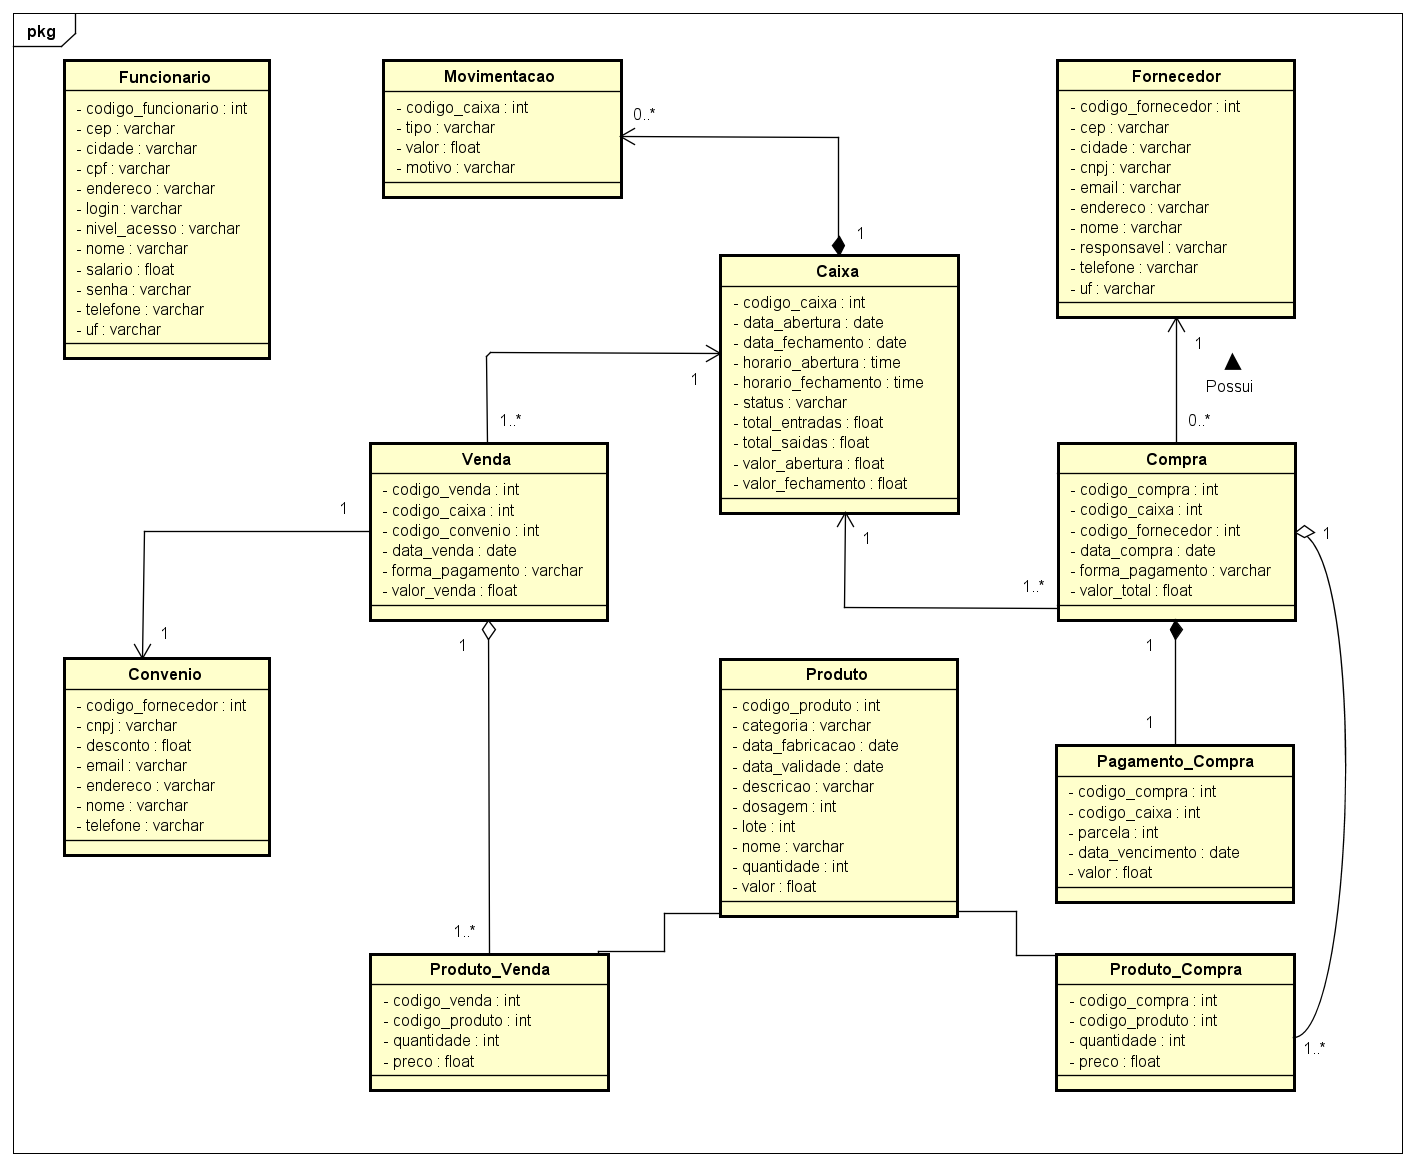 pkg
Funcionario
- codigo_funcionario : int
- cep : varchar
- cidade : varchar
- cpf : varchar
- endereco : varchar
- login : varchar
- nivel_acesso : varchar
- nome : varchar
- salario : float
- senha : varchar
- telefone : varchar
- uf : varchar
Movimentacao
- codigo_caixa : int
- tipo : varchar
- valor : float
- motivo : varchar
0..*
1
Fornecedor
- codigo_fornecedor : int
- cep : varchar
- cidade : varchar
- cnpj : varchar
- email : varchar
- endereco : varchar
- nome : varchar
- responsavel : varchar
- telefone : varchar
- uf : varchar
Caixa
- codigo_caixa : int
- data_abertura : date
- data_fechamento : date
- horario_abertura : time
- horario_fechamento : time
- status : varchar
- total_entradas : float
- total_saidas : float
- valor_abertura : float
- valor_fechamento : float
1
1..*
1
Possui
0..*
Venda
- codigo_venda : int
- codigo_caixa : int
- codigo_convenio : int
- data_venda : date
- forma_pagamento : varchar
- valor_venda : float
1
1
1
1
1..*
Compra
- codigo_compra : int
- codigo_caixa : int
- codigo_fornecedor : int
- data_compra : date
- forma_pagamento : varchar
- valor_total : float
1
1
1
Convenio
- codigo_fornecedor : int
- cnpj : varchar
- desconto : float
- email : varchar
- endereco : varchar
- nome : varchar
- telefone : varchar
Produto
- codigo_produto : int
- categoria : varchar
- data_fabricacao : date
- data_validade : date
- descricao : varchar
- dosagem : int
- lote : int
- nome : varchar
- quantidade : int
- valor : float
Pagamento_Compra
- codigo_compra : int
- codigo_caixa : int
- parcela : int
- data_vencimento : date
- valor : float
1..*
Produto_Venda
- codigo_venda : int
- codigo_produto : int
- quantidade : int
- preco : float
Produto_Compra
- codigo_compra : int
- codigo_produto : int
- quantidade : int
- preco : float
1..*